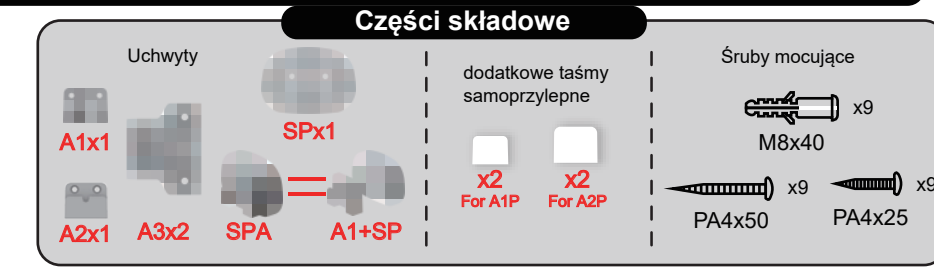 Części składowe
Uchwyty
A1x1
A2x1
A3x2
SPx1
SPA
A1+SP
dodatkowe taśmy
samoprzylepne
x2
For A1P
x2
For A2P
Śruby mocujące
x9
M8x40
x9
PA4x50
x9
PA4x25